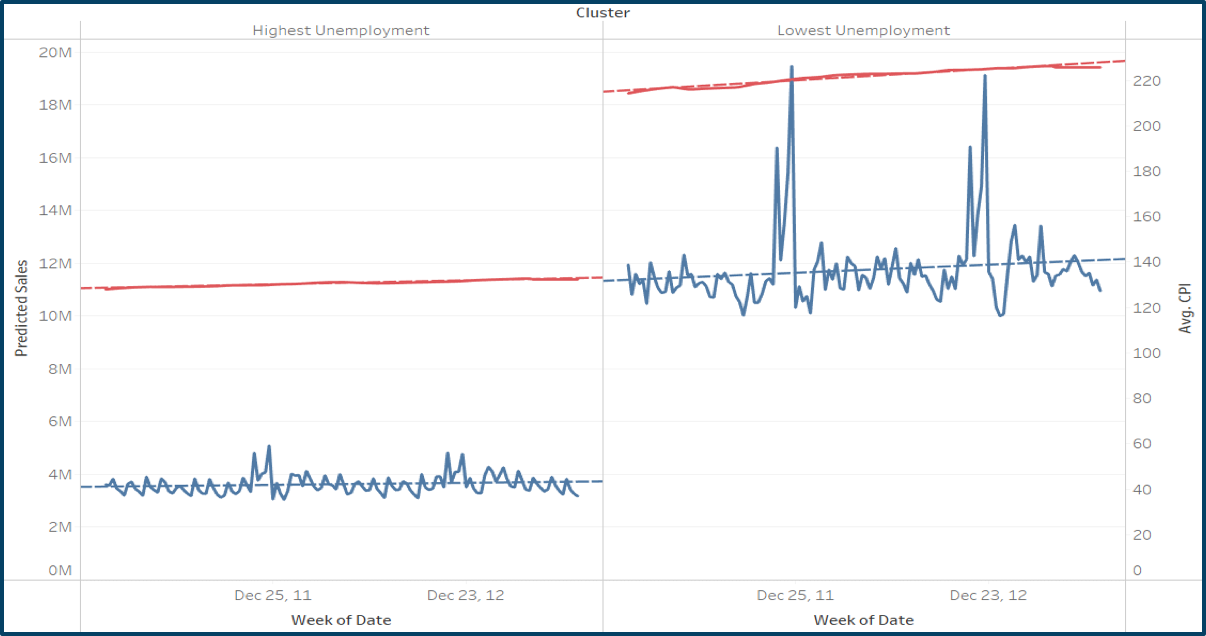 Cluster
Highest Unemployment
Lowest Unemployment
20M
18M
16M
14M
12M
10M
8M
6M
4M
2M
0M
Predicted Sales
220
200
180
160
140
120
100
80
60
40
20
0
Avg. CPI
Dec 25, 11
Dec 23, 12
Dec 25, 11
Dec 23, 12
Week of Date
Week of Date